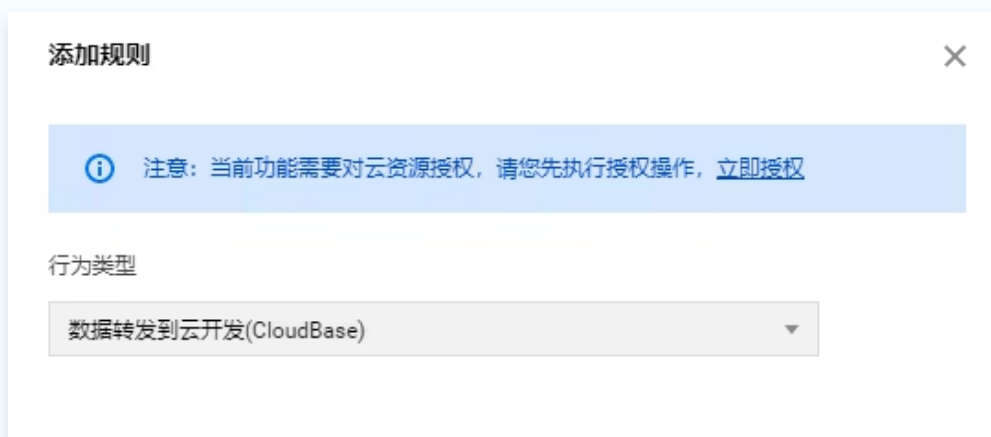 添加规则
注意：当前功能需要对云资源授权，请您先执行授权操作，立即授权
行为类型
数据转发到云开发(CloudBase)